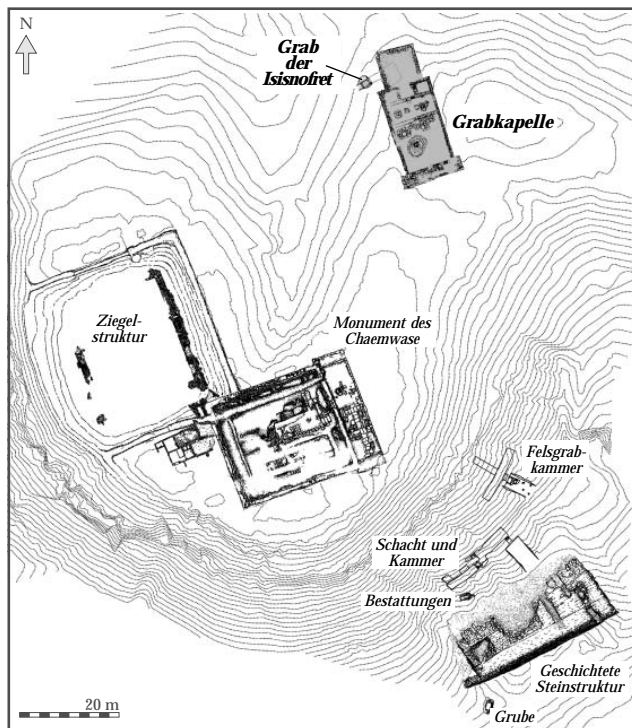 N
Grab
der
Isisnofret
Grabkapelle
Ziegel-
struktur
Monument des
Chaemwase
Felsgrab-
kammer
Schacht und
Kammer
Bestattungen
Geschichtete
Steinstruktur
20 m
Grube